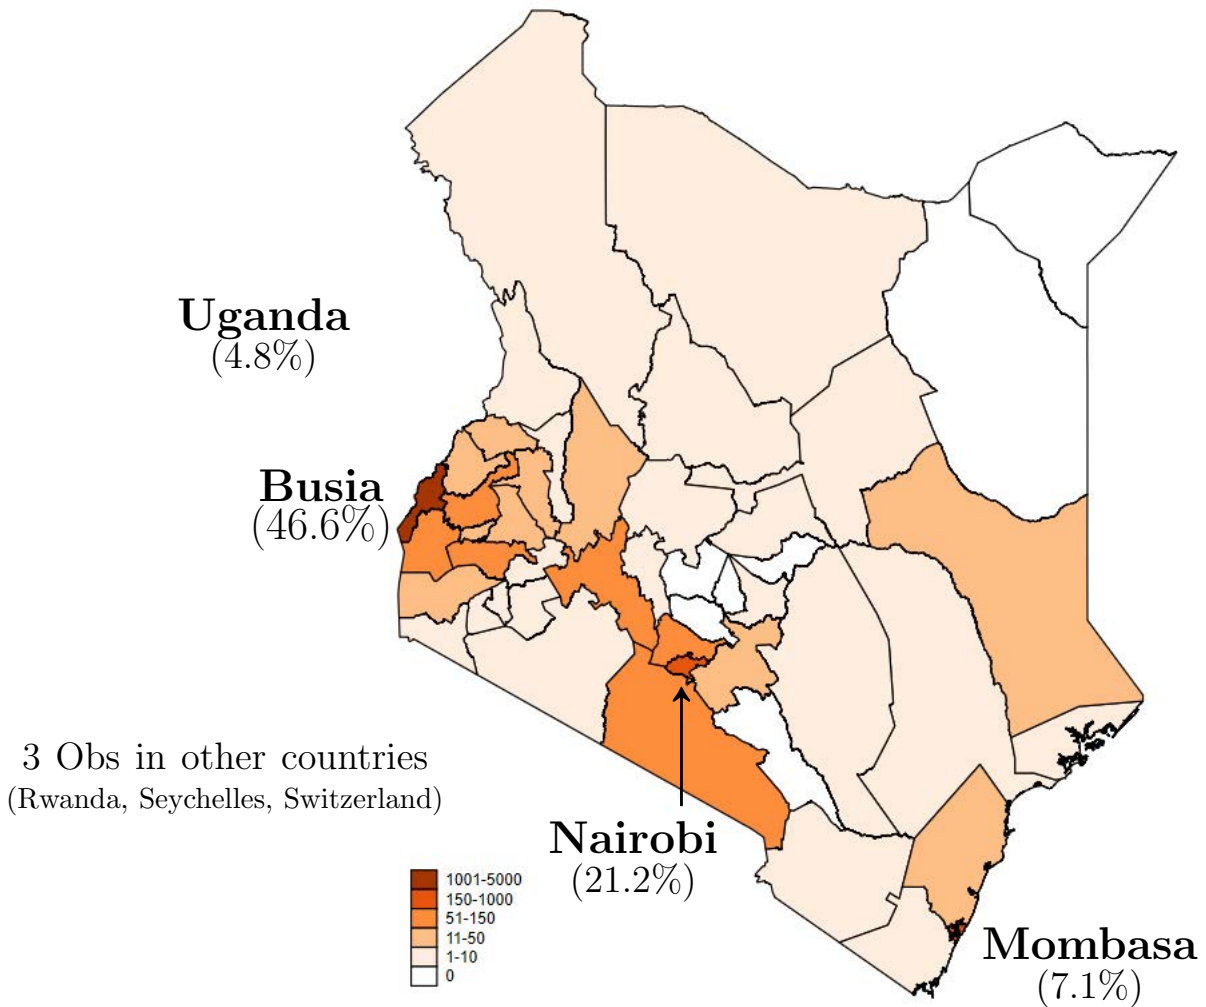 Uganda
(4.8%)
Busia
(46.6%)
3 Obs in other countries
(Rwanda, Seychelles, Switzerland)
Nairobi
(21.2%)
1001-5000
150-1000
51-150
11-50
1-10
0
Mombasa
(7.1%)